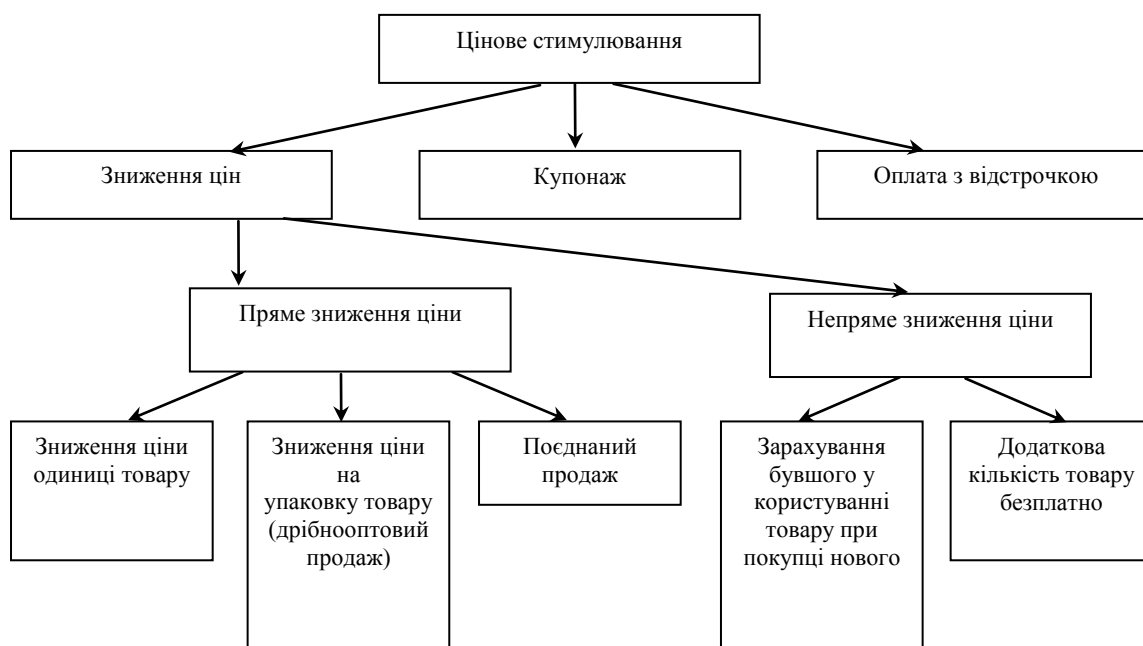 Цінове стимулювання
Зниження цін
Купонаж
Оплата з відстрочкою
Пряме зниження ціни
Непряме зниження ціни
Зниження ціни
одиниці товару
Зниження ціни
на
упаковку товару
(дрібнооптовий
продаж)
Поєднаний
продаж
Зарахування
бувшого у
користуванні
товару при
покупці нового
Додаткова
кількість товару
безплатно